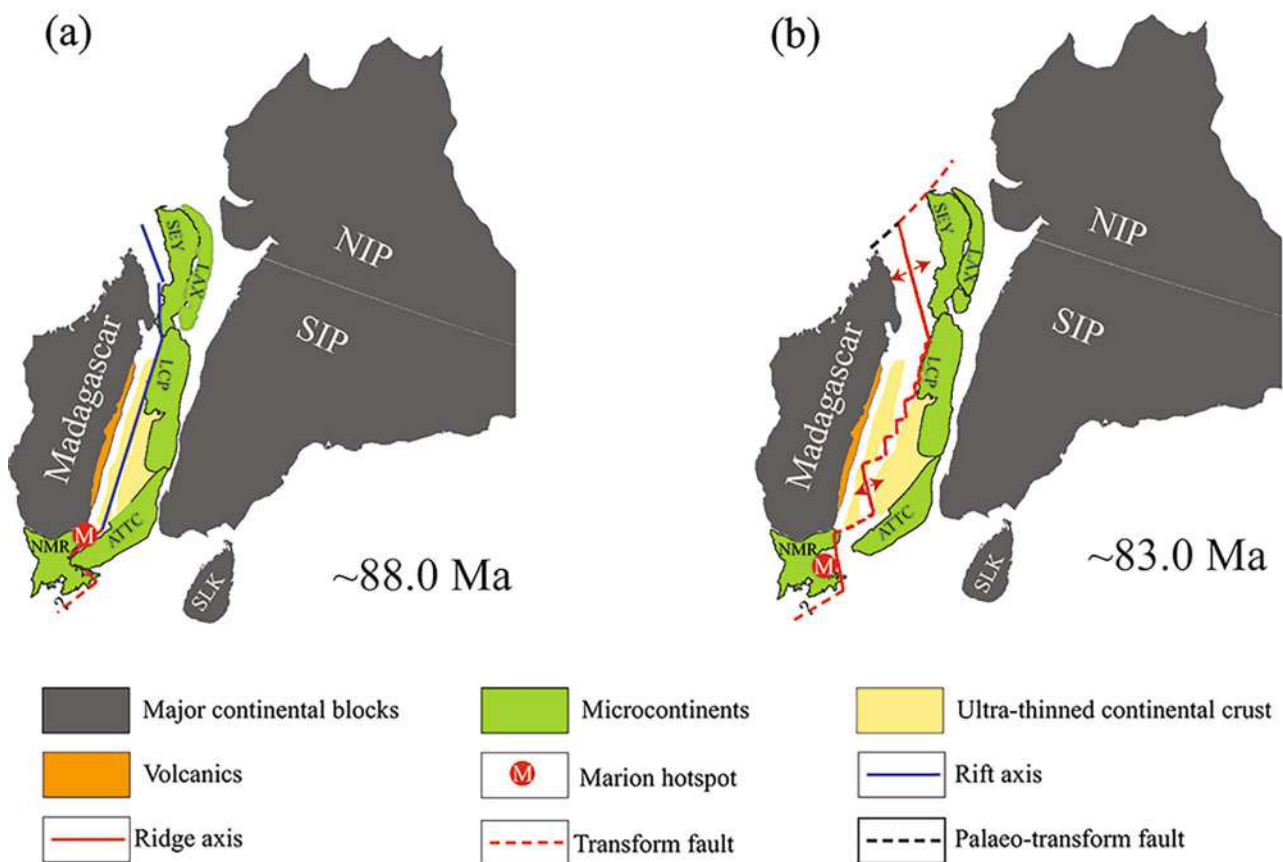 (a)
SEY
LAX
NIP
Madagascar
SIP
LCP
M
NMR
ATTC
?
SLK
~88.0 Ma
(b)
SEY
LAX
NIP
Madagascar
SIP
LCP
NMR
ATTC
M
?
SLK
~83.0 Ma
Major continental blocks
Microcontinents
Ultra-thinned continental crust
Volcanics
M
Marion hotspot
Rift axis
Ridge axis
Transform fault
Palaeo-transform fault